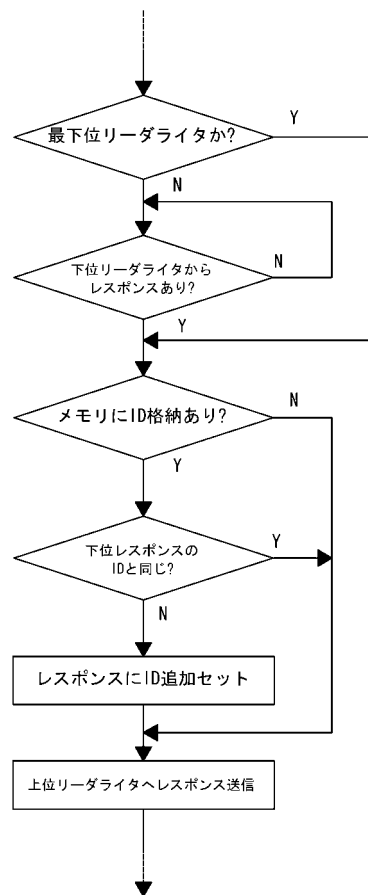 最下位リーダライタか?
Y
N
下位リーダライタから
レスポンスあり?
N
Y
メモリにID格納あり?
N
Y
下位レスポンスの
IDと同じ?
Y
N
レスポンスにID追加セット
上位リーダライタへレスポンス送信